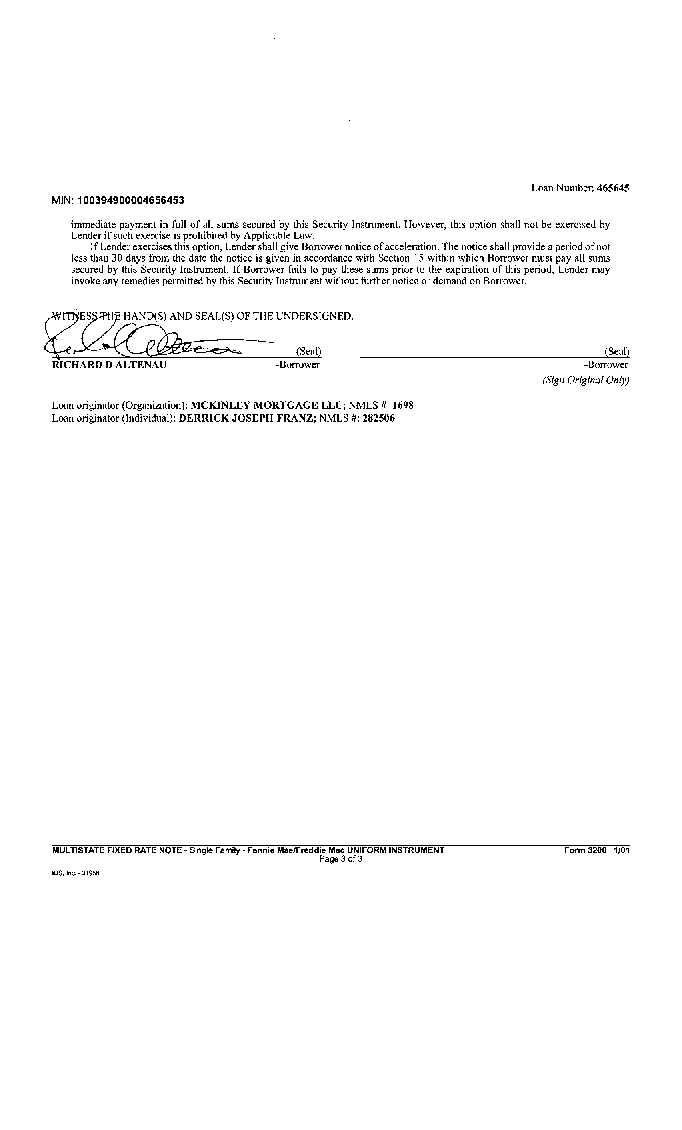 Loan Number: 465645
MIN: 100394900004656453
immediate payment in full of all sums secured by this Security Instrument. However, this option shall not be exercised by
Lender if such exercise is prohibited by Applicable Law.
If Lender exercises this option, Lender shall give Borrower notice of acceleration. The notice shall provide a period of not
less than 30 days from the date the notice is given in accordance with Section 15 within which Borrower must pay all sums
secured by this Security Instrument. If Borrower fails to pay these sums prior to the expiration of this period, Lender may
invoke any remedies permitted by this Security Instrument without further notice or demand on Borrower.
WITNESS THE HAND(S) AND SEAL(S) OF THE UNDERSIGNED.
(Seal) (Seal)
RICHARD D ALTENAU -Borrower -Borrower
(Sign Original Only)
Loan originator (Organization): MCKINLEY MORTGAGE LLC; NMLS #: 1698
Loan originator (Individual): DERRICK JOSEPH FRANZ; NMLS #: 282506
MULTISTATE FIXED RATE NOTE - Single Family - Fannie Mae/Freddie Mac UNIFORM INSTRUMENT Form 3200 1/01
Page 3 of 3